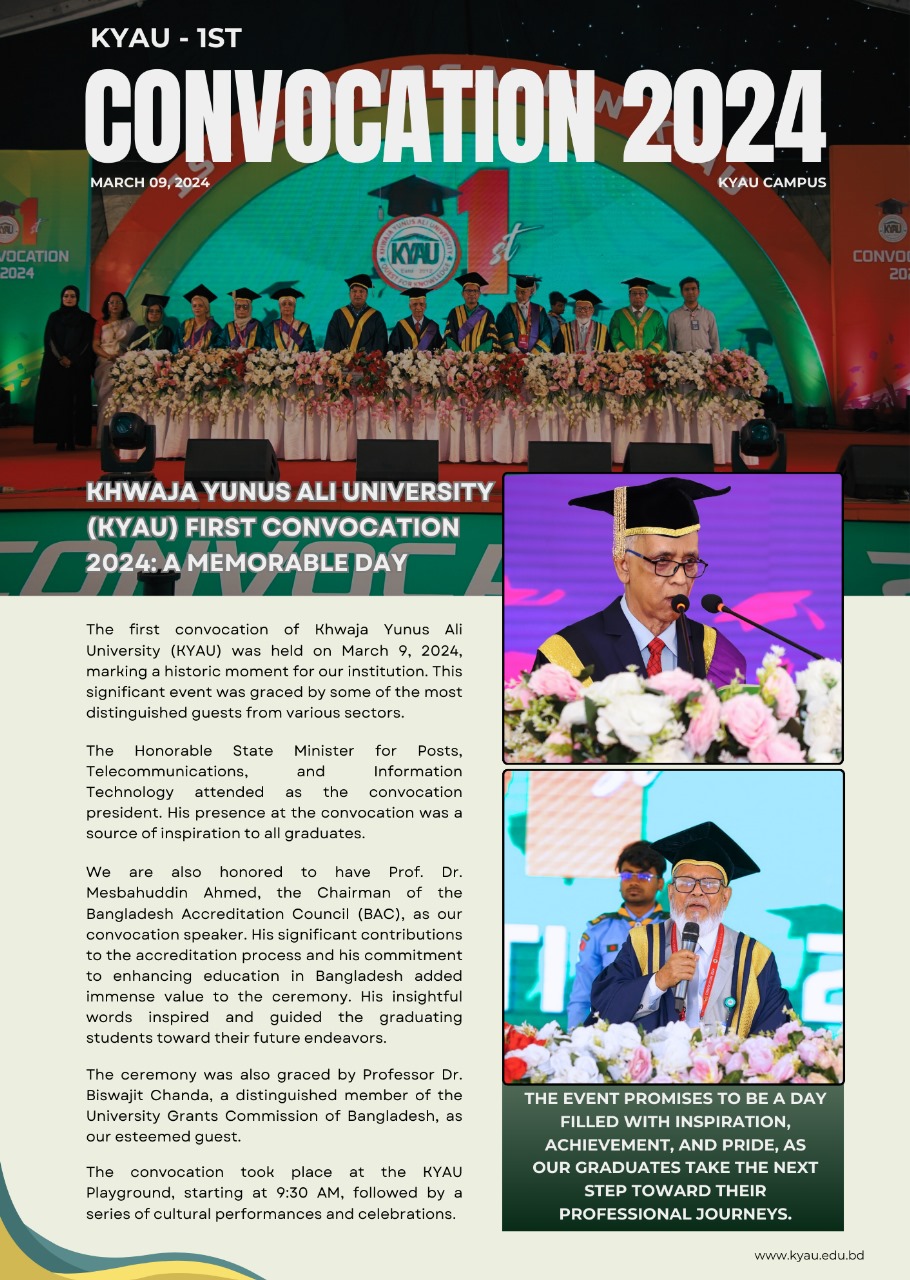 KYAU - 1ST
CONVOCATION 2024
MARCH 09, 2024
KYAU CAMPUS
1
st
KHWAJA YUNUS ALI UNIVERSITY
KYAU
QUEST FOR KNOWLEDGE
CONVOCATION
2024
KHWAJA YUNUS ALI UNIVERSITY
(KYAU) FIRST CONVOCATION
2024: A MEMORABLE DAY
The first convocation of Khwaja Yunus Ali
University (KYAU) was held on March 9, 2024,
marking a historic moment for our institution. This
significant event was graced by some of the most
distinguished guests from various sectors.
The Honorable State Minister for Posts,
Telecommunications, and Information
Technology attended as the convocation
president. His presence at the convocation was a
source of inspiration to all graduates.
We are also honored to have Prof. Dr.
Mesbahuddin Ahmed, the Chairman of the
Bangladesh Accreditation Council (BAC), as our
convocation speaker. His significant contributions
to the accreditation process and his commitment
to enhancing education in Bangladesh added
immense value to the ceremony. His insightful
words inspired and guided the graduating
students toward their future endeavors.
The ceremony was also graced by Professor Dr.
Biswajit Chanda, a distinguished member of the
University Grants Commission of Bangladesh, as
our esteemed guest.
The convocation took place at the KYAU
Playground, starting at 9:30 AM, followed by a
series of cultural performances and celebrations.
THE EVENT PROMISES TO BE A DAY
FILLED WITH INSPIRATION,
ACHIEVEMENT, AND PRIDE, AS
OUR GRADUATES TAKE THE NEXT
STEP TOWARD THEIR
PROFESSIONAL JOURNEYS.
www.kyau.edu.bd